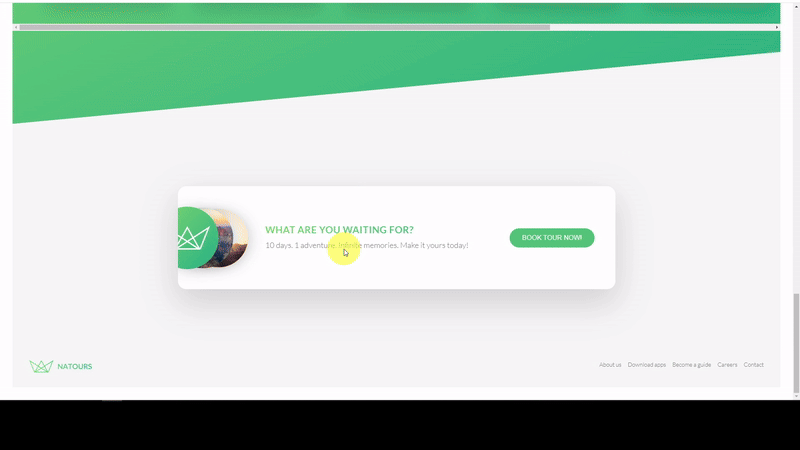 WHAT ARE YOU WAITING FOR?
10 days. 1 adventure. Infinite memories. Make it yours today!
BOOK TOUR NOW!
NATOURS
About us Download apps Become a guide Careers Contact